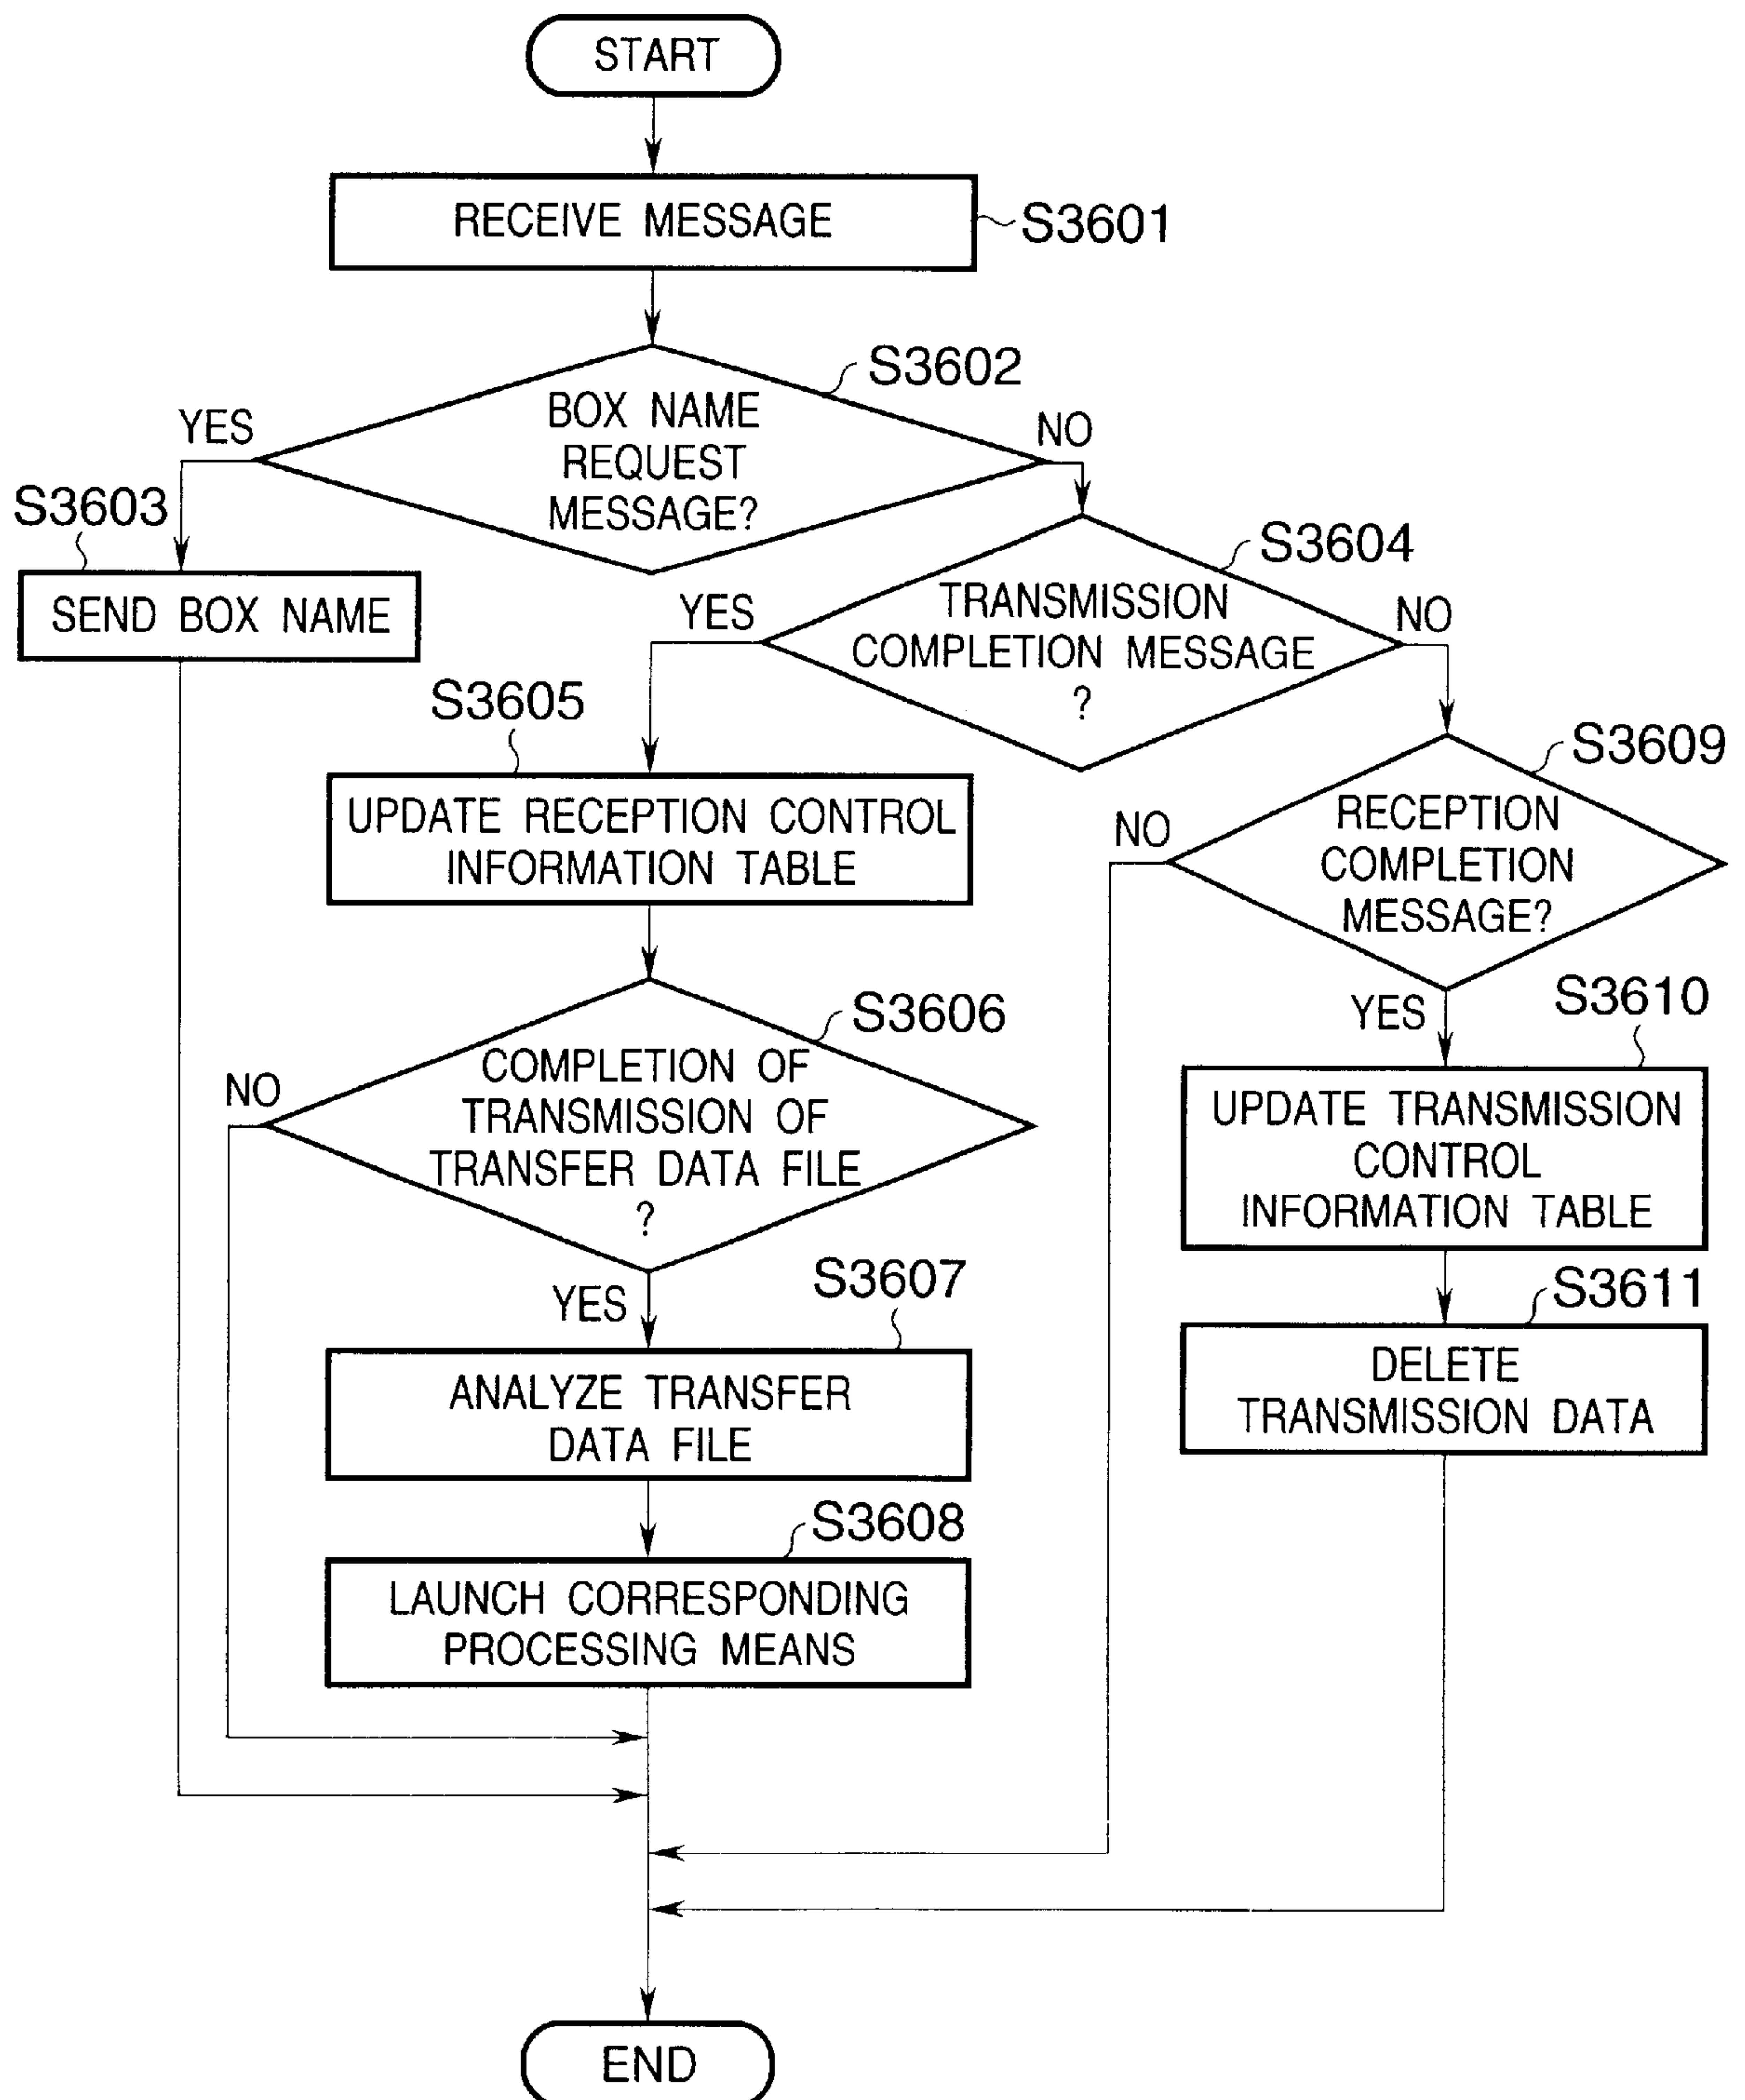 START
RECEIVE MESSAGE
S3601
S3602
BOX NAME
REQUEST
MESSAGE?
YES
NO
S3603
SEND BOX NAME
S3604
TRANSMISSION
COMPLETION MESSAGE
?
YES
NO
S3605
UPDATE RECEPTION CONTROL
INFORMATION TABLE
S3609
RECEPTION
COMPLETION
MESSAGE?
NO
YES
S3606
COMPLETION OF
TRANSMISSION OF
TRANSFER DATA FILE
?
NO
YES
S3610
UPDATE TRANSMISSION
CONTROL
INFORMATION TABLE
S3607
ANALYZE TRANSFER
DATA FILE
S3611
DELETE
TRANSMISSION DATA
S3608
LAUNCH CORRESPONDING
PROCESSING MEANS
END